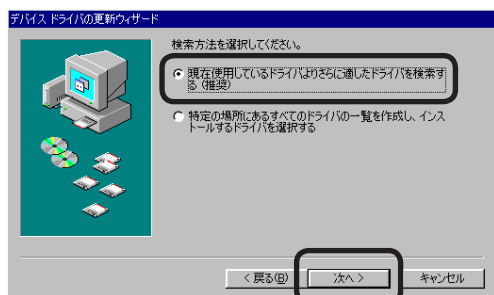 デバイス ドライバの更新ウィザード
検索方法を選択してください。
現在使用しているドライバよりさらに適したドライバを検索す
る (推奨)
特定の場所にあるすべてのドライバの一覧を作成し、インス
トールするドライバを選択する
< 戻る(B)
次へ >
キャンセル